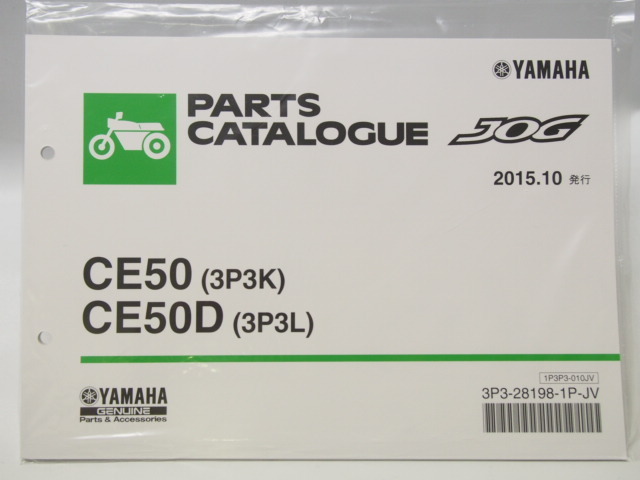 YAMAHA
PARTS
CATALOGUE
JOG
2015.10 発行
CE50 (3P3K)
CE50D (3P3L)
YAMAHA
GENUINE
Parts & Accessories
1P3P3-010JV
3P3-28198-1P-JV